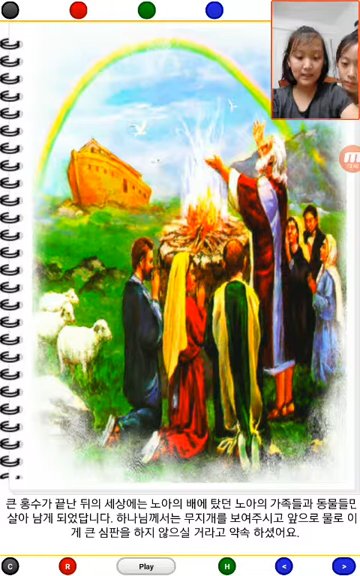 큰 홍수가 끝난 뒤의 세상에는 노아의 배에 탔던 노아의 가족들과 동물들만
살아 남게 되었답니다. 하나님께서는 무지개를 보여주시고 앞으로 물로 이렇
게 큰 심판을 하지 않으실 거라고 약속 하셨어요.
C R Play H < >